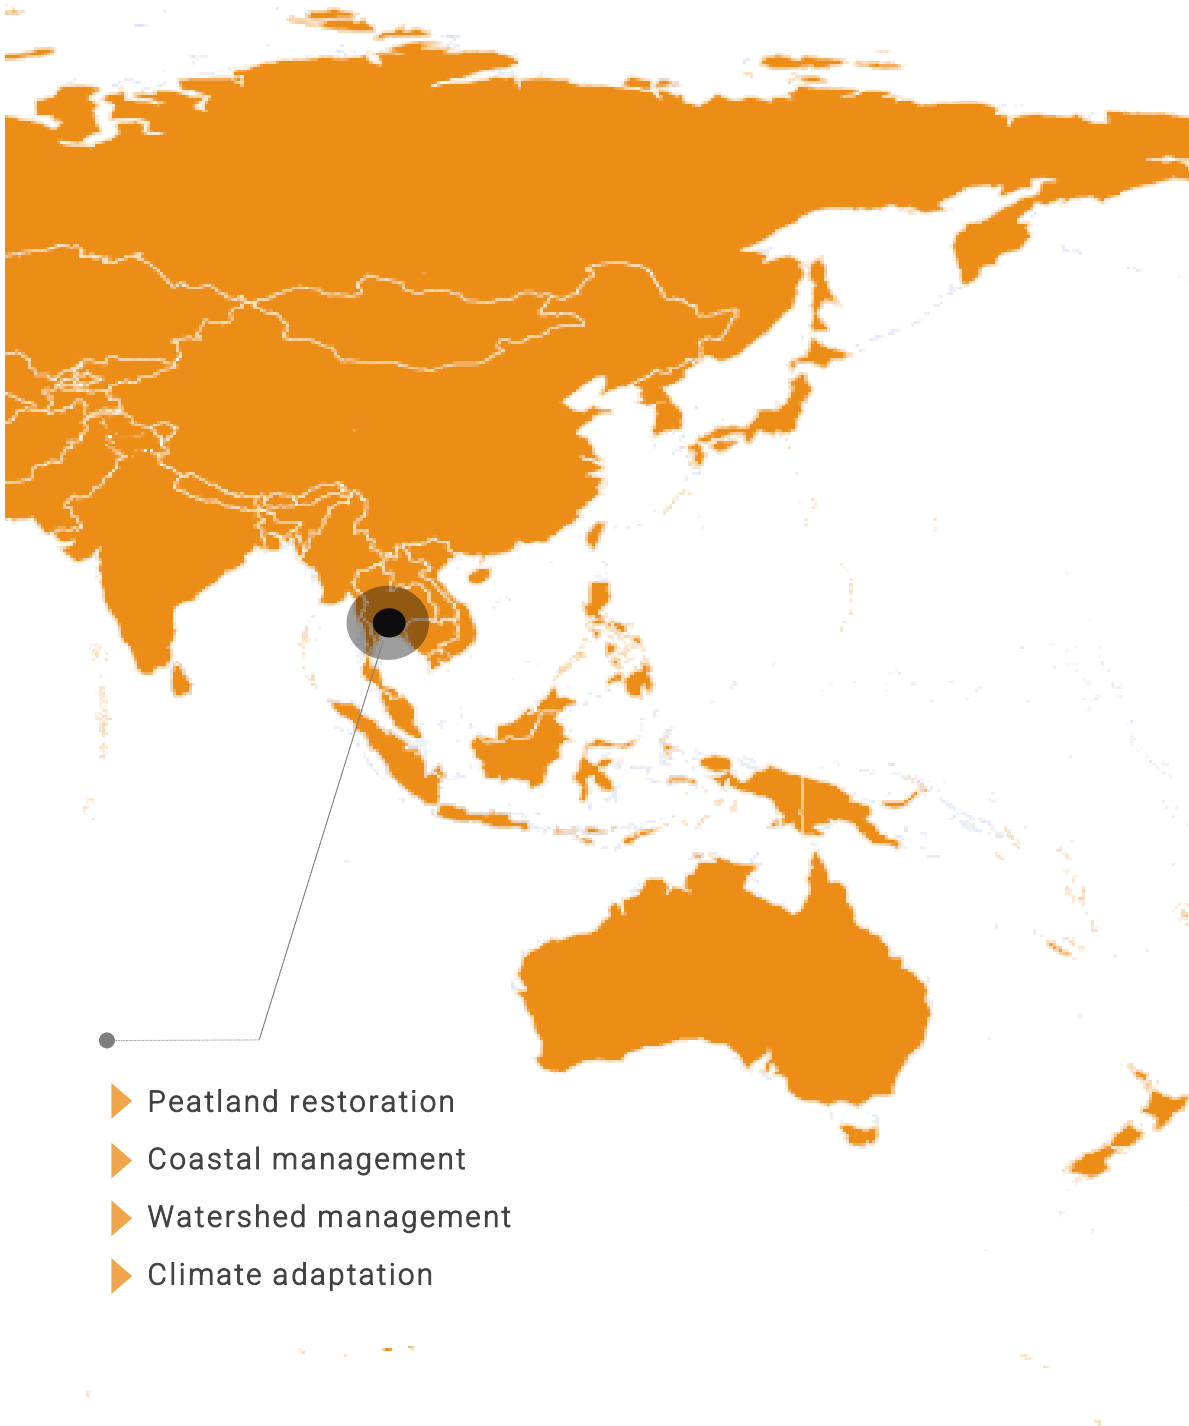 Peatland restoration
Coastal management
Watershed management
Climate adaptation